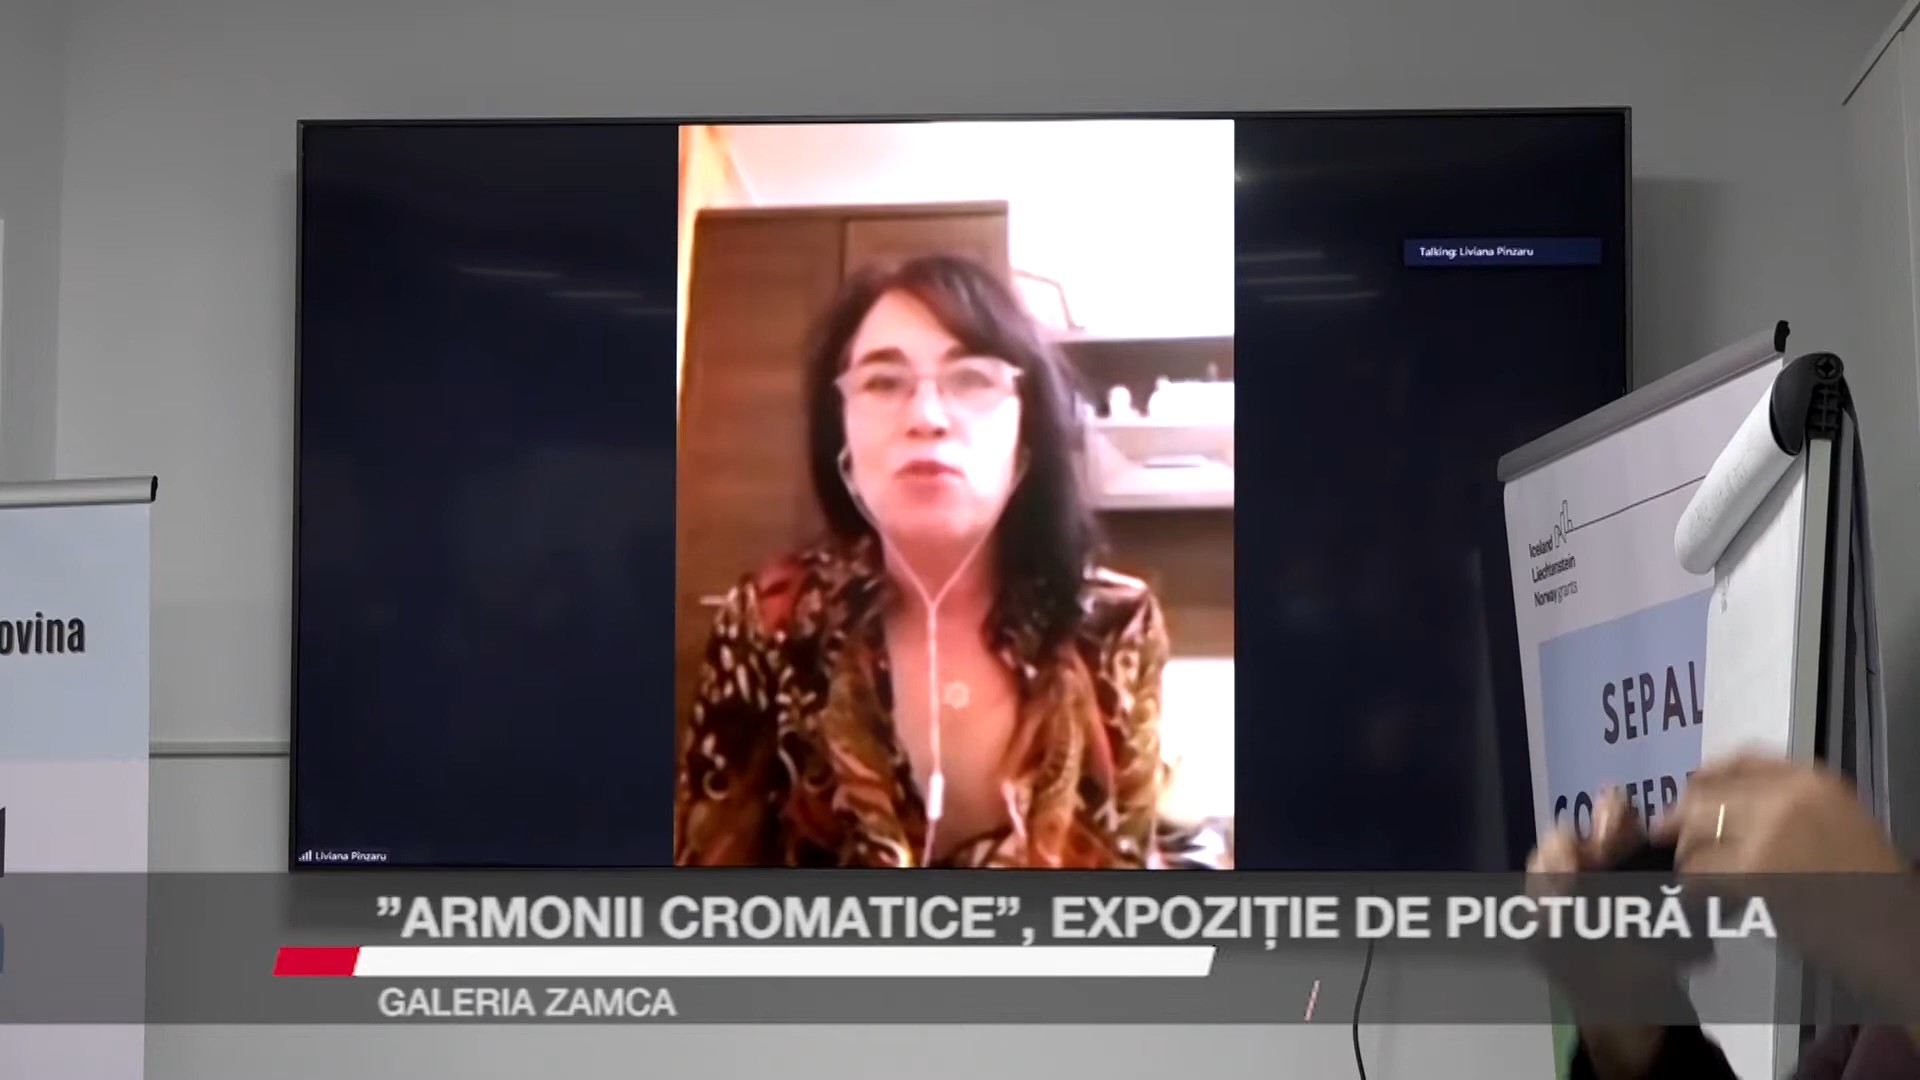 Talking: Liviana Pinzaru
Iceland
Liechtenstein
Norway grants
ovina
SEPAL
CONFER
Liviana Pinzaru
”ARMONII CROMATICE”, EXPOZIȚIE DE PICTURĂ LA
GALERIA ZAMCA